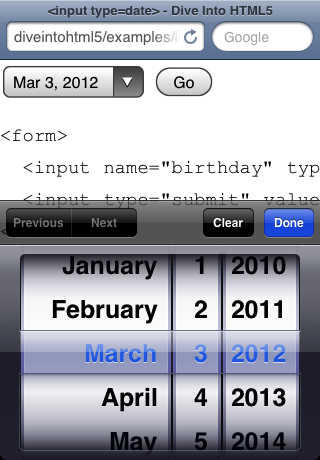 <input type=date> - Dive Into HTML5
diveintohtml5/examples/i Google
Mar 3, 2012 Go
<form>
<input name="birthday" typ
<input type="submit" value
Previous Next Clear Done
January 1 2010
February 2 2011
March 3 2012
April 4 2013
May 5 2014